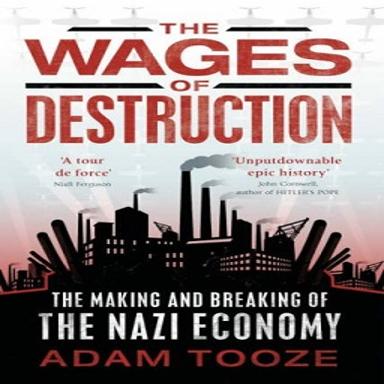 THE
WAGES
OF
DESTRUCTION
'A tour
de force'
Niall Ferguson
'Unputdownable
epic history'
John Cornwell,
author of HITLER'S POPE
THE MAKING AND BREAKING OF
THE NAZI ECONOMY
ADAM TOOZE